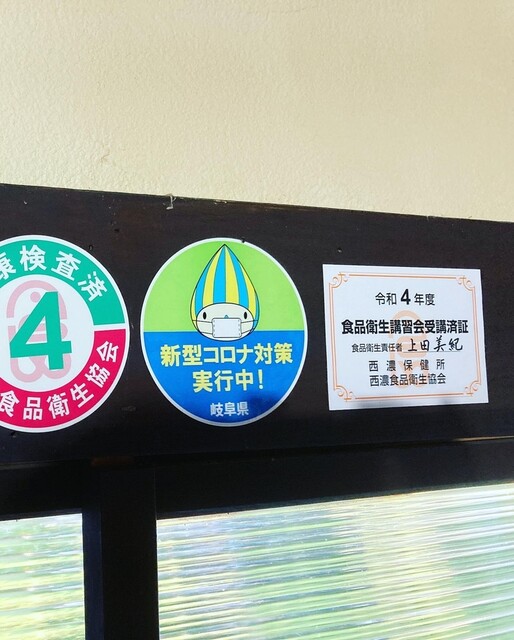 康検査済
4
食品衛生協会
新型コロナ対策
実行中!
岐阜県
令和4年度
食品衛生講習会受講済証
食品衛生責任者 上田美紀
西濃保健所
西濃食品衛生協会